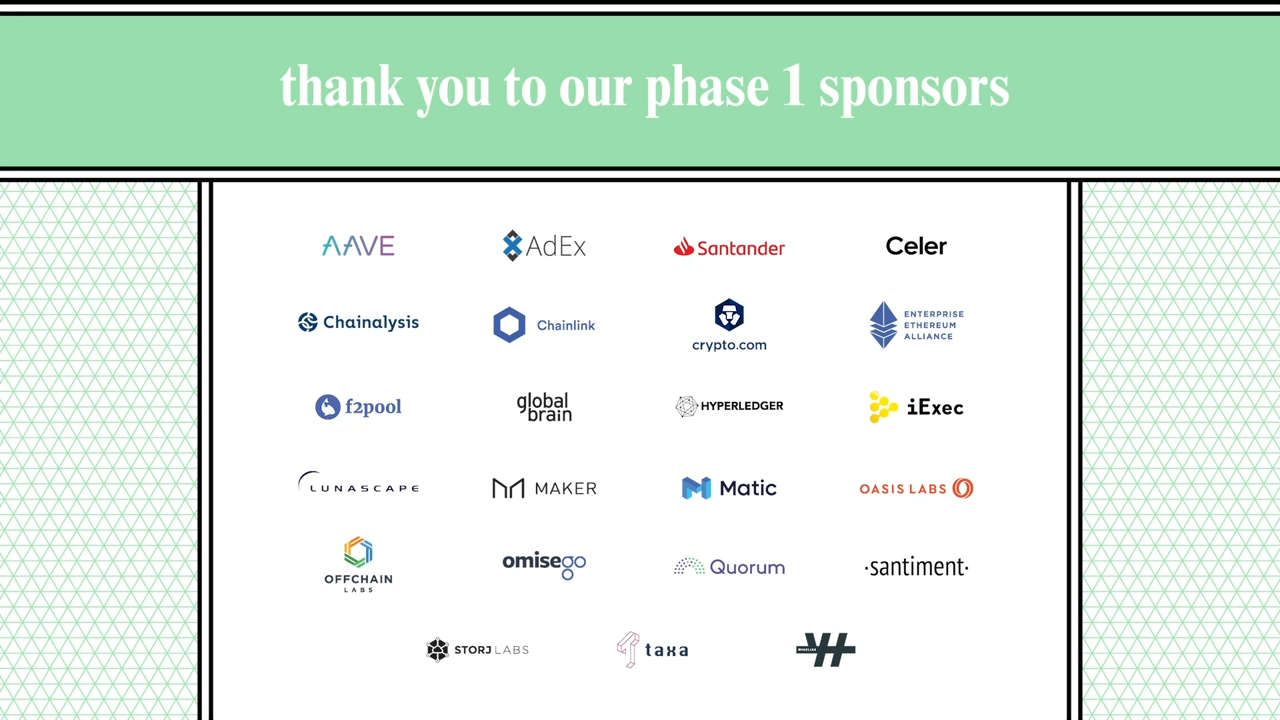 thank you to our phase 1 sponsors
AAVE
AdEx
Santander
Celer
Chainalysis
Chainlink
crypto.com
ENTERPRISE
ETHEREUM
ALLIANCE
f2pool
global
brain
HYPERLEDGER
iExec
LUNASCAPE
MAKER
Matic
OASIS LABS
OFFCHAIN
LABS
omisego
Quorum
·santiment·
STORJ LABS
taxa